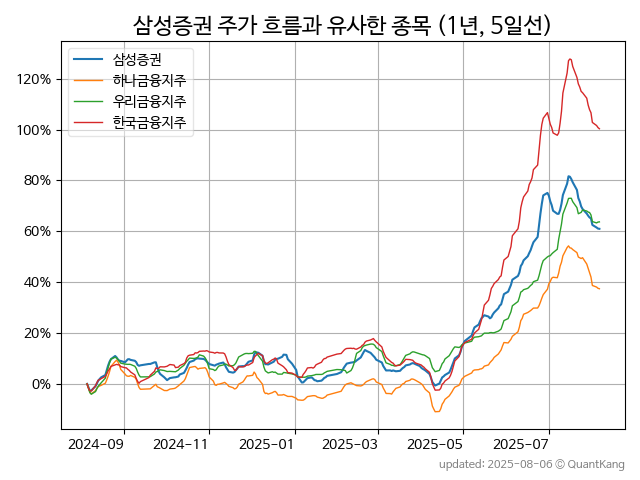 삼성증권 주가 흐름과 유사한 종목 (1년, 5일선)
삼성증권
하나금융지주
우리금융지주
한국금융지주
120%
100%
80%
60%
40%
20%
0%
2024-09 2024-11 2025-01 2025-03 2025-05 2025-07
updated: 2025-08-06 © QuantKang